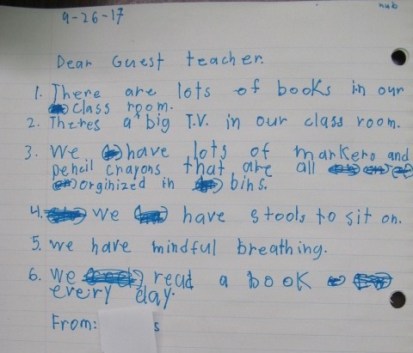 9-26-17
Dear Guest teacher.
1. There are lots of books in our
class room.
2. Theres a big T.V. in our class room.
3. We have lots of markers and
pencil crayons that are all
orginized in bins.
4. We have stools to sit on.
5. we have mindful breathing.
6. We read a book
every day.
From: s